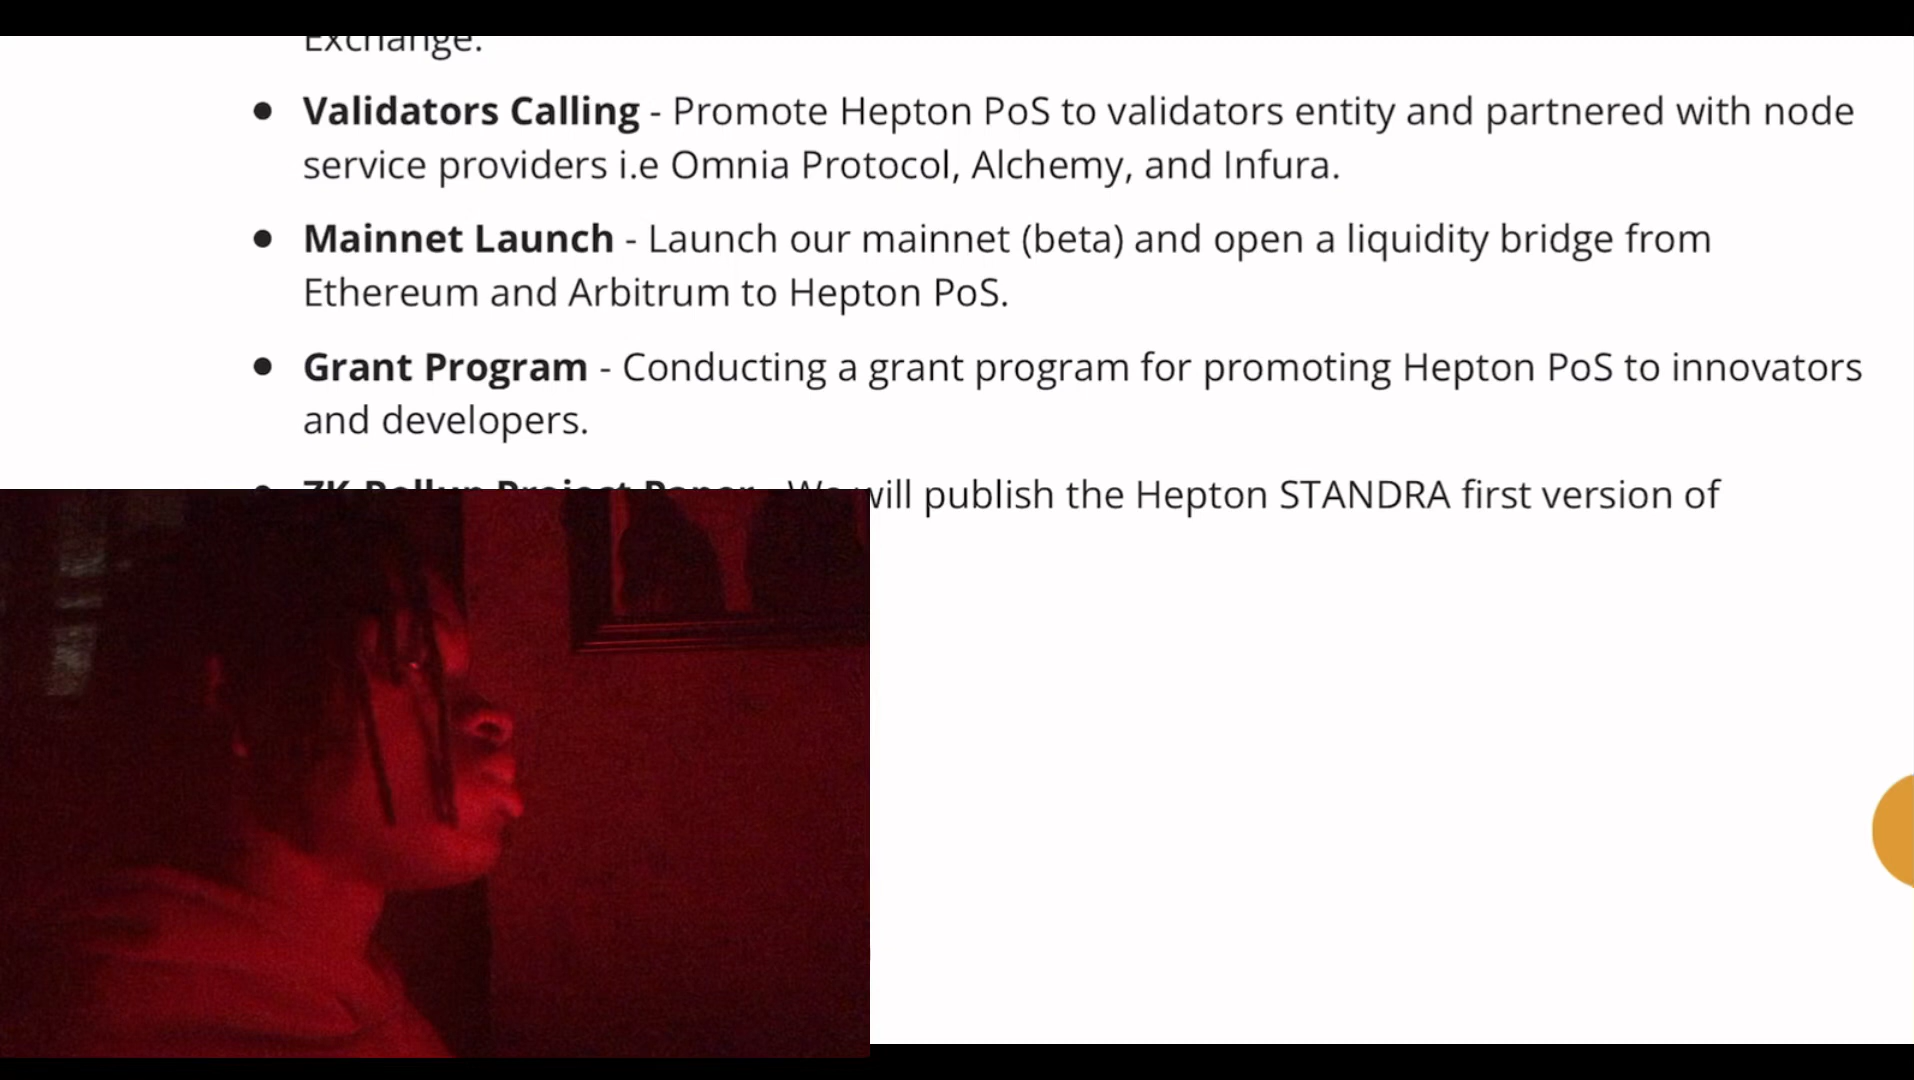 Exchange.
● Validators Calling - Promote Hepton PoS to validators entity and partnered with node
service providers i.e Omnia Protocol, Alchemy, and Infura.
● Mainnet Launch - Launch our mainnet (beta) and open a liquidity bridge from
Ethereum and Arbitrum to Hepton PoS.
● Grant Program - Conducting a grant program for promoting Hepton PoS to innovators
and developers.
● ZK Rollup Project Paper - We will publish the Hepton STANDRA first version of